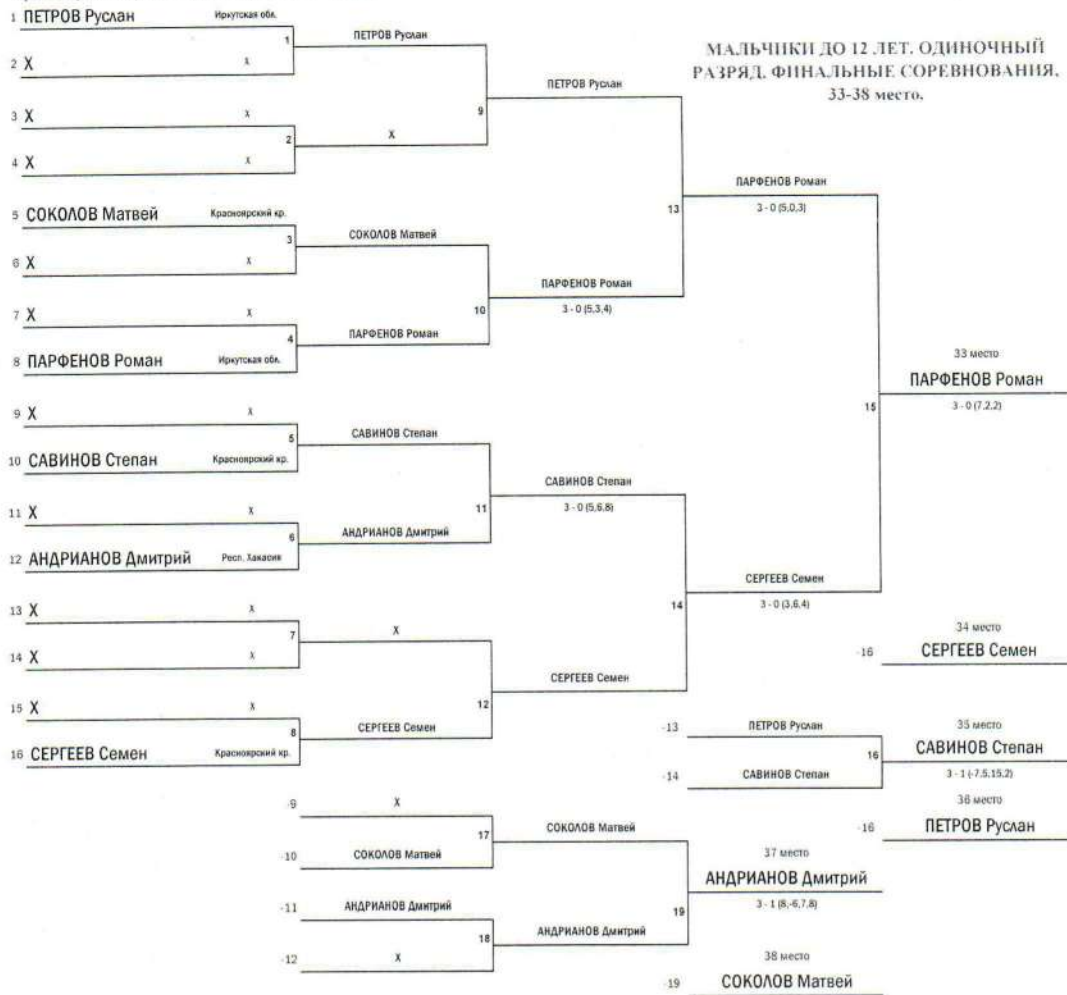 МАЛЬЧИКИ ДО 12 ЛЕТ. ОДИНОЧНЫЙ
РАЗРЯД. ФИНАЛЬНЫЕ СОРЕВНОВАНИЯ.
33-38 место.
1 ПЕТРОВ Руслан Иркутская обл.
1
ПЕТРОВ Руслан
2 X X
9
ПЕТРОВ Руслан
3 X X
2
X
4 X X
13
ПАРФЕНОВ Роман
3 - 0 (5,0,3)
5 СОКОЛОВ Матвей Красноярский кр.
3
СОКОЛОВ Матвей
6 X X
10
ПАРФЕНОВ Роман
3 - 0 (5,3,4)
7 X X
4
ПАРФЕНОВ Роман
8 ПАРФЕНОВ Роман Иркутская обл.
15
33 место
ПАРФЕНОВ Роман
3 - 0 (7,2,2)
9 X X
5
САВИНОВ Степан
10 САВИНОВ Степан Красноярский кр.
11
САВИНОВ Степан
3 - 0 (5,6,8)
11 X X
6
АНДРИАНОВ Дмитрий
12 АНДРИАНОВ Дмитрий Респ. Хакасия
14
СЕРГЕЕВ Семен
3 - 0 (3,6,4)
13 X X
7
X
14 X X
12
СЕРГЕЕВ Семен
15 X X
8
СЕРГЕЕВ Семен
16 СЕРГЕЕВ Семен Красноярский кр.
34 место
-16 СЕРГЕЕВ Семен
-13 ПЕТРОВ Руслан
16
35 место
САВИНОВ Степан
3 - 1 (-7,5,15,2)
-14 САВИНОВ Степан
36 место
-16 ПЕТРОВ Руслан
-9 X
17
СОКОЛОВ Матвей
-10 СОКОЛОВ Матвей
19
37 место
АНДРИАНОВ Дмитрий
3 - 1 (8,-6,7,8)
-11 АНДРИАНОВ Дмитрий
18
АНДРИАНОВ Дмитрий
-12 X
38 место
-19 СОКОЛОВ Матвей